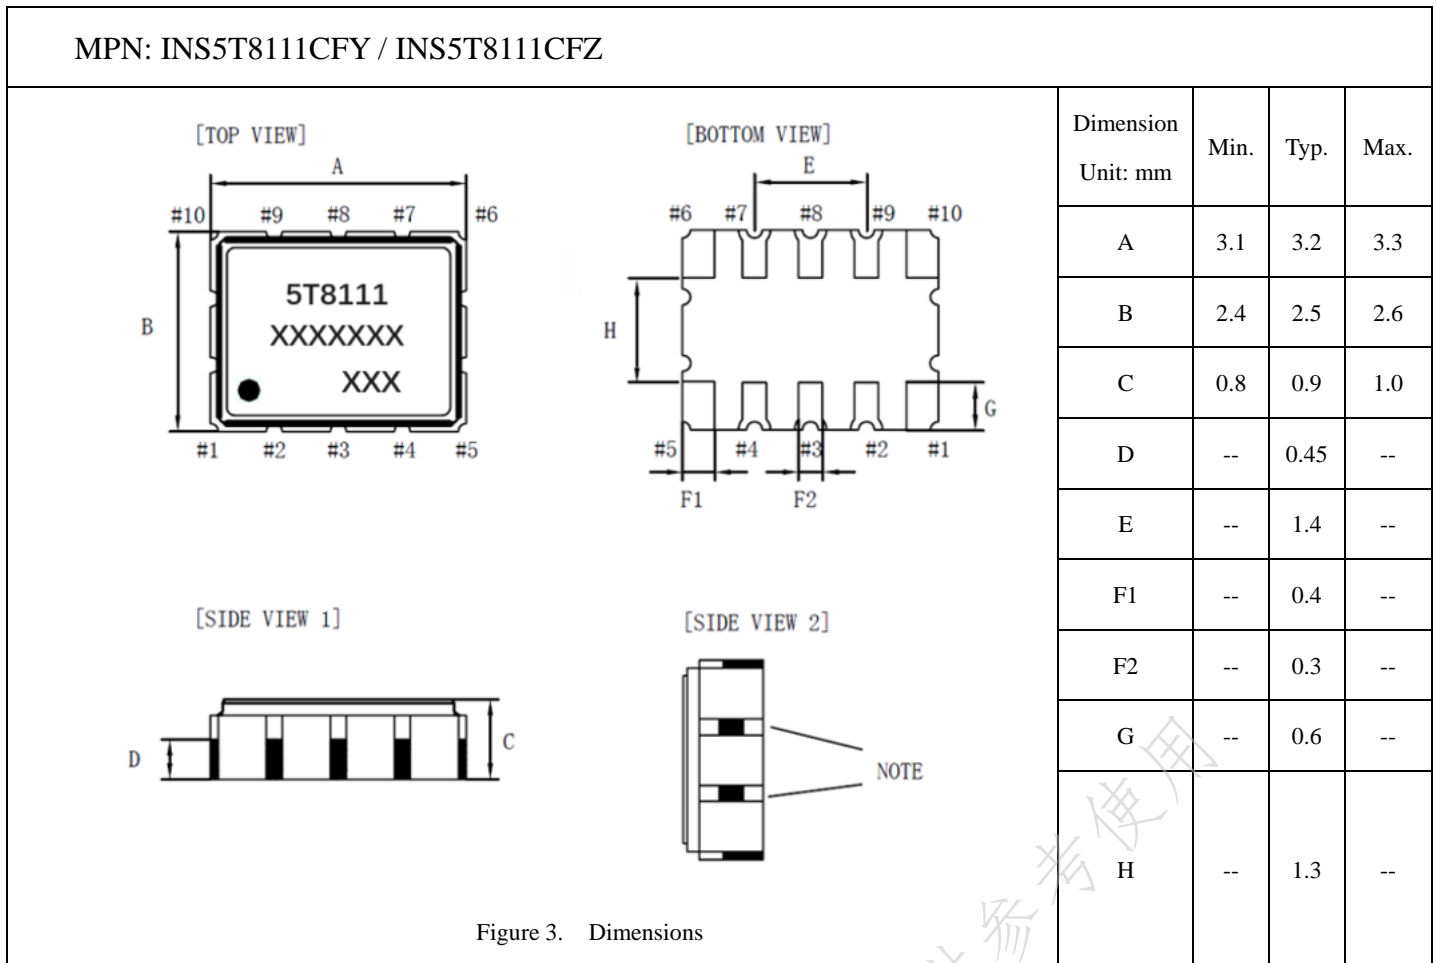 MPN: INS5T8111CFY / INS5T8111CFZ
[TOP VIEW]
A
#10 #9 #8 #7 #6
B
5T8111
XXXXXXX
XXX
#1 #2 #3 #4 #5
[BOTTOM VIEW]
E
#6 #7 #8 #9 #10
H
G
#5 #4 #3 #2 #1
F1 F2
[SIDE VIEW 1]
D
C
[SIDE VIEW 2]
NOTE
Figure 3. Dimensions
Dimension
Unit: mm
Min. Typ. Max.
A 3.1 3.2 3.3
B 2.4 2.5 2.6
C 0.8 0.9 1.0
D -- 0.45 --
E -- 1.4 --
F1 -- 0.4 --
F2 -- 0.3 --
G -- 0.6 --
H -- 1.3 --
参考使用